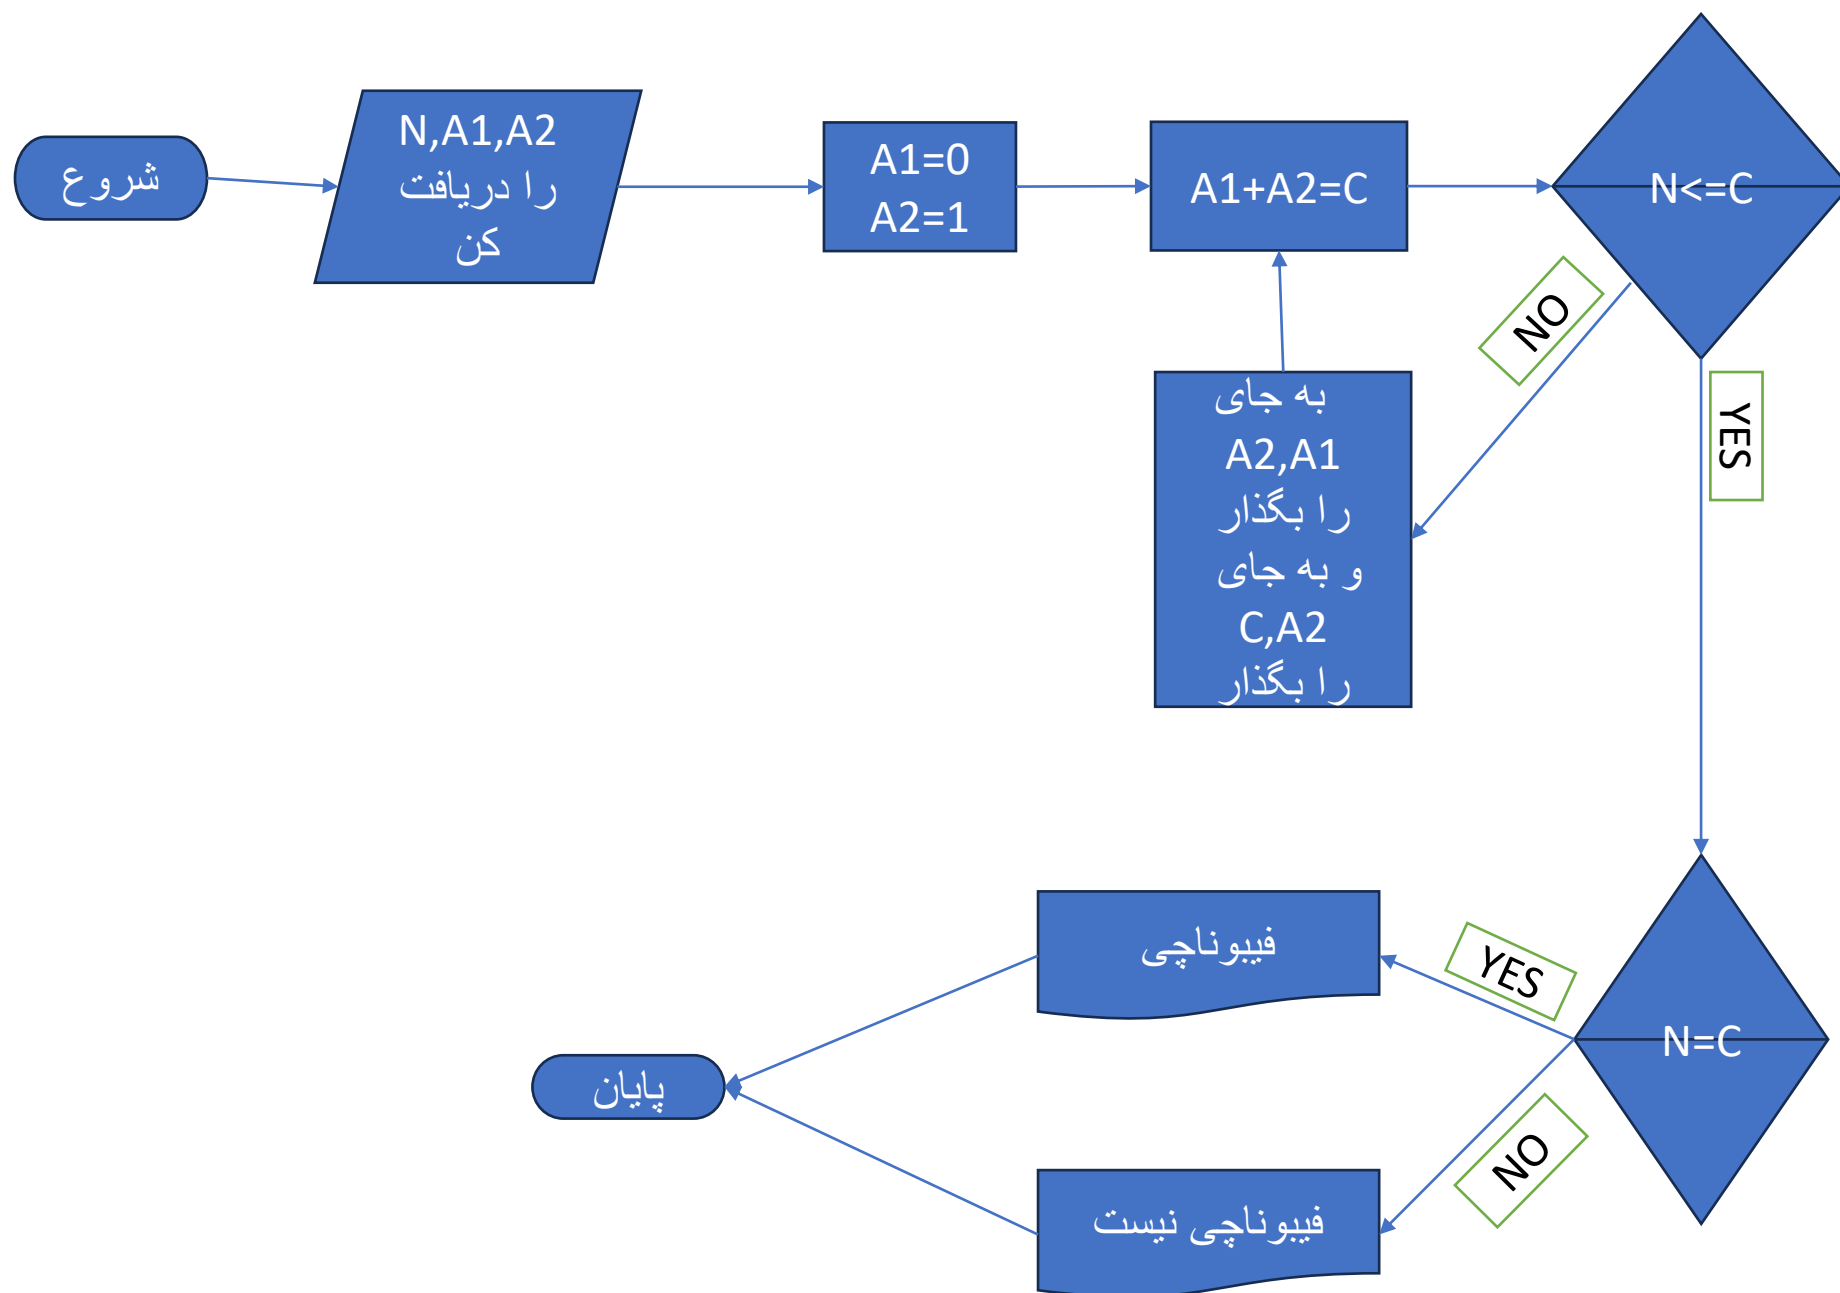 شروع
N,A1,A2
را دریافت
کن
A1=0
A2=1
A1+A2=C
N<=C
NO
YES
به جای
A2,A1
را بگذار
و به جای
C,A2
را بگذار
N=C
YES
NO
فیبوناچی
فیبوناچی نیست
پایان